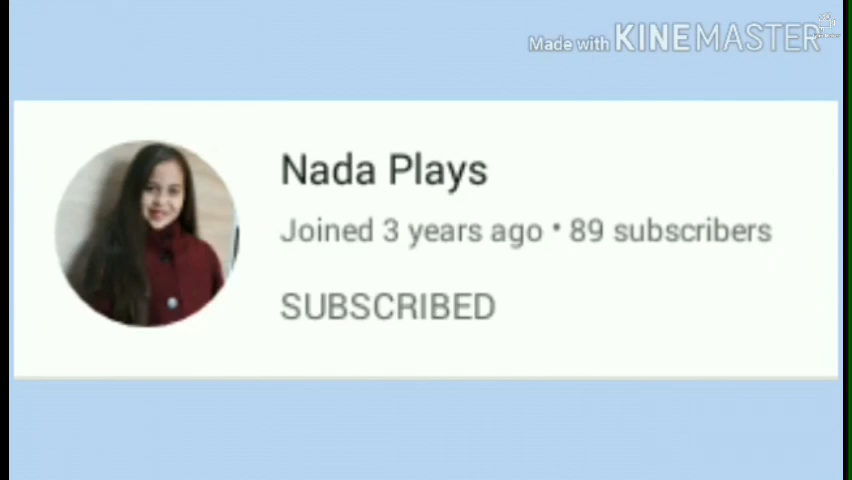 Made with KINEMASTER
Nada Plays
Joined 3 years ago • 89 subscribers
SUBSCRIBED